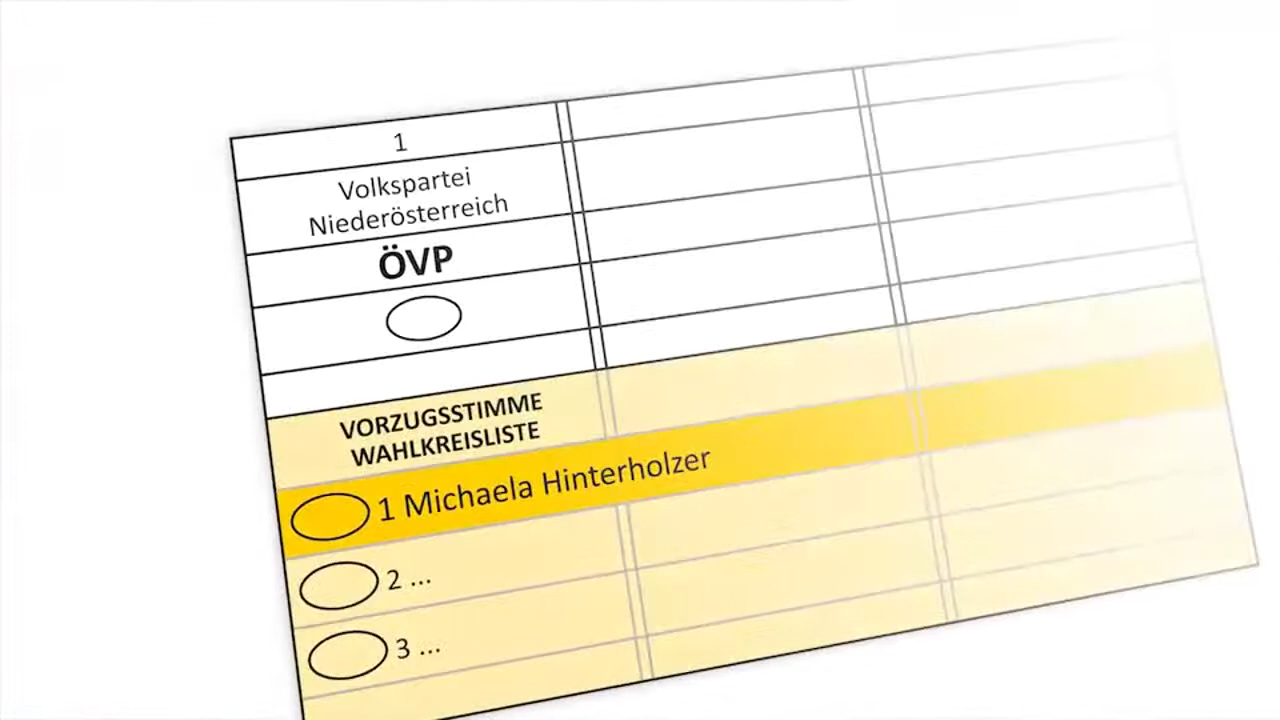 1
Volkspartei
Niederösterreich
ÖVP
VORZUGSSTIMME
WAHLKREISLISTE
1 Michaela Hinterholzer
2 ...
3 ...